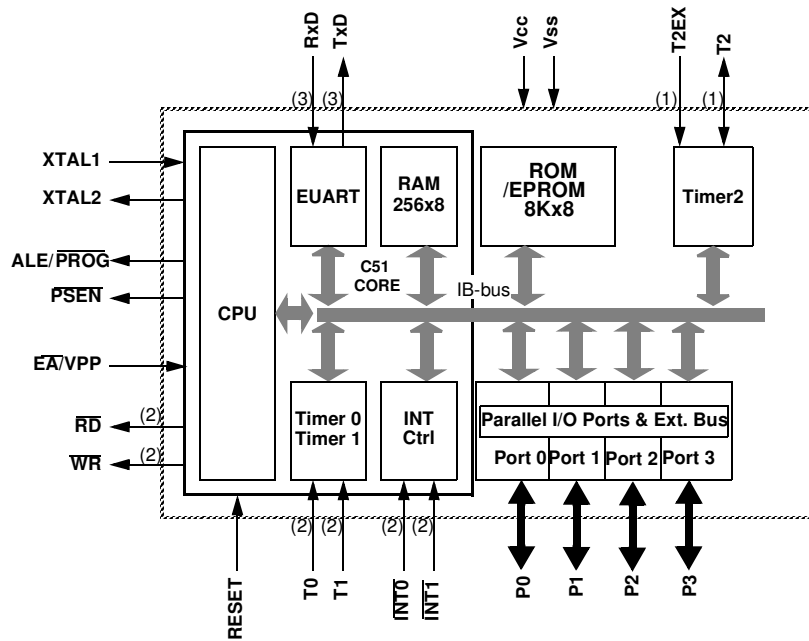 RxD
TxD
Vcc
Vss
T2EX
T2
(3) (3)
(1) (1)
XTAL1
XTAL2
ALE/PROG
PSEN
EA/VPP
(2)
RD
(2)
WR
CPU
EUART
RAM
256x8
ROM
/EPROM
8Kx8
Timer2
C51
CORE
IB-bus
Timer 0
Timer 1
INT
Ctrl
Parallel I/O Ports & Ext. Bus
Port 0
Port 1
Port 2
Port 3
(2) (2)
(2) (2)
RESET
T0
T1
INT0
INT1
P0
P1
P2
P3